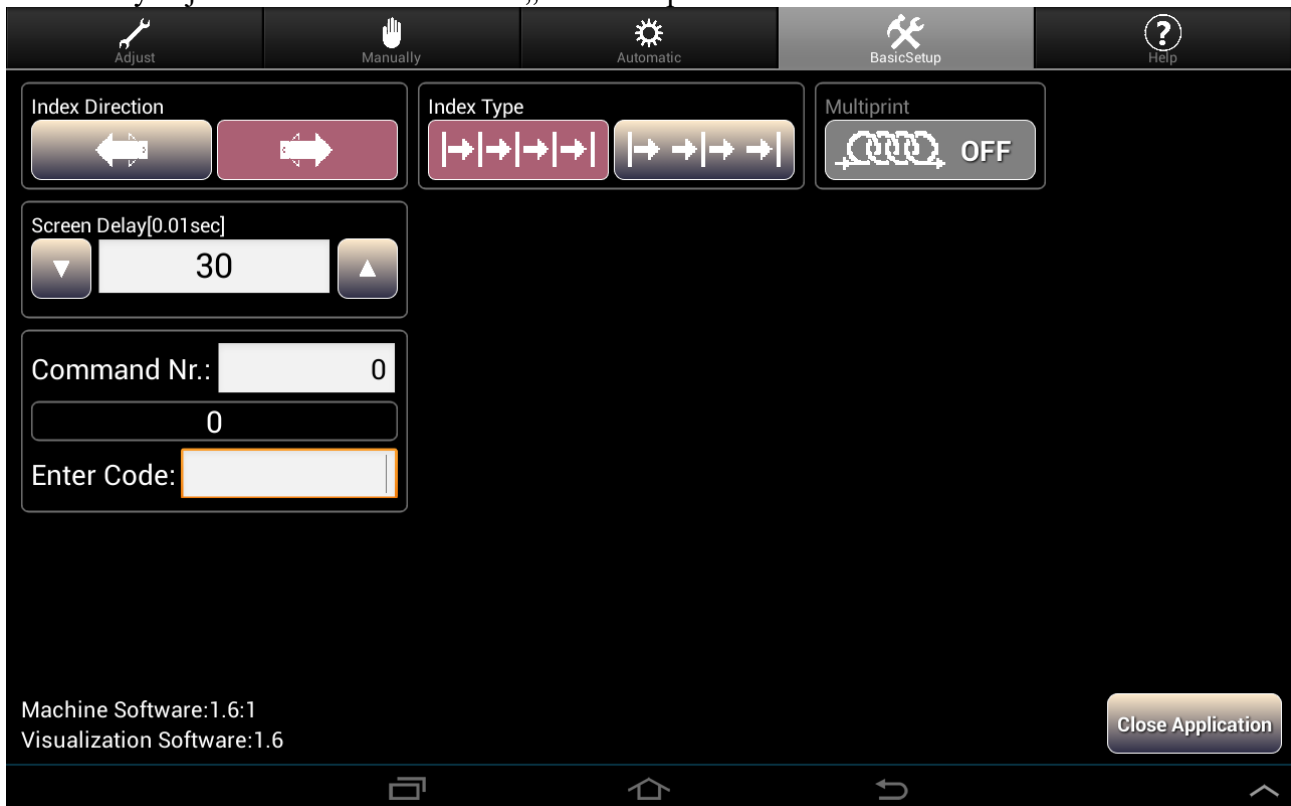 Adjust
Manually
Automatic
BasicSetup
Help
Index Direction
Index Type
Multiprint
OFF
Screen Delay[0.01sec]
30
Command Nr.: 0
0
Enter Code:
Machine Software:1.6:1
Visualization Software:1.6
Close Application